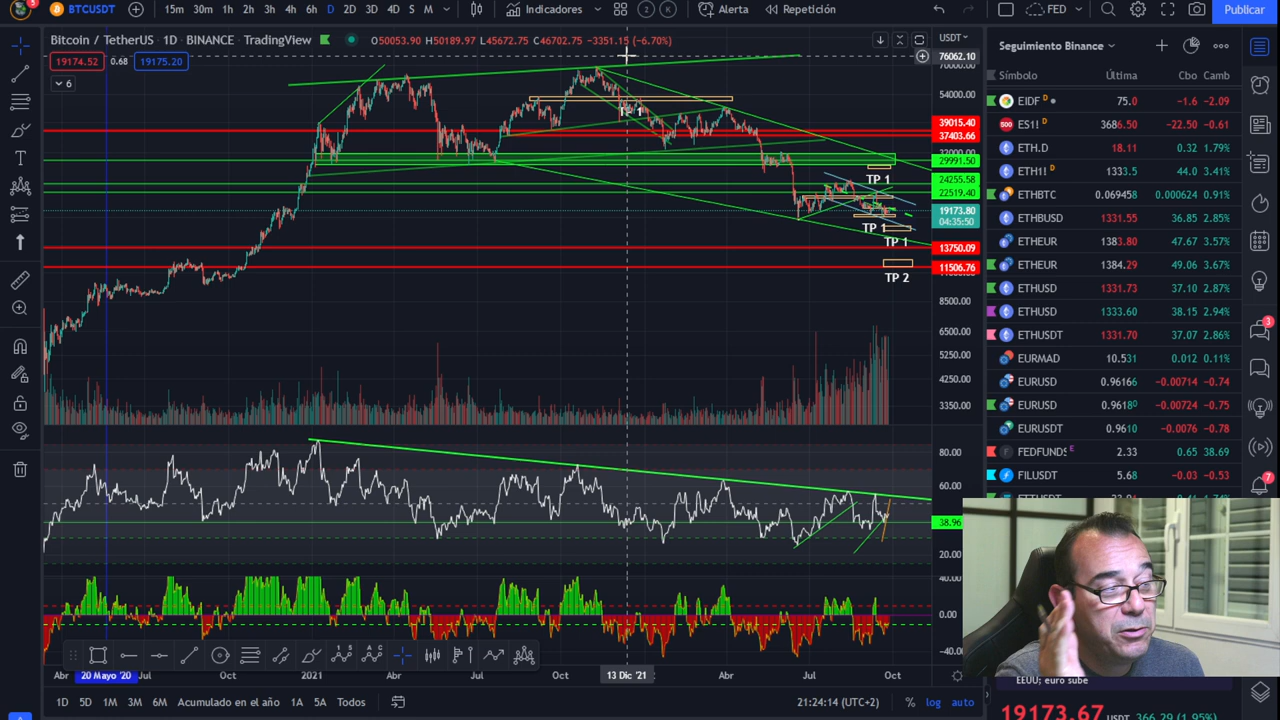 5
BTCUSDT
15m 30m 1h 2h 3h 4h 6h D 2D 3D 4D S M
Indicadores
2
K
Alerta
Repetición
FED
Publicar
Bitcoin / TetherUS · 1D · BINANCE · TradingView
O50053.90 H50189.97 L45672.75 C46702.75 -3351.15 (-6.70%)
19174.52 0.68 19175.20
6
USDT
76062.10
54000.00
39015.40
37403.66
32000.00
29991.50
24255.58
22519.40
19173.80
04:35:50
13750.09
11506.76
8500.00
6500.00
5250.00
4250.00
3350.00
TP 1
TP 1
TP 1
TP 2
80.00
60.00
38.96
20.00
40.00
0.00
-40.00
Abr 20 Mayo '20 Jul Oct 2021 Abr Jul Oct 13 Dic '21 Abr Jul Oct
1D 5D 1M 3M 6M Acumulado en el año 1A 5A Todos
21:24:14 (UTC+2)
% log auto
Seguimiento Binance
Símbolo Última Cbo Camb
EIDF D 75.0 -1.6 -2.09
ES1! D 3686.50 -22.50 -0.61
ETH.D 18.11 0.32 1.79%
ETH1! D 1333.5 44.0 3.41%
ETHBTC 0.069458 0.000624 0.91%
ETHBUSD 1331.55 36.85 2.85%
ETHEUR 1383.80 47.67 3.57%
ETHEUR 1384.29 49.06 3.67%
ETHUSD 1331.73 37.10 2.87%
ETHUSD 1333.60 38.15 2.94%
ETHUSDT 1331.70 37.07 2.86%
EURMAD 10.531 0.012 0.11%
EURUSD 0.96166 -0.00714 -0.74
EURUSD 0.96180 -0.00724 -0.75
EURUSDT 0.9610 -0.0076 -0.78
FEDFUNDS E 2.33 0.65 38.69
FILUSDT 5.68 -0.03 -0.53
3
7
EEUU; euro sube
19173.67 USDT 366.29 (1.95%)